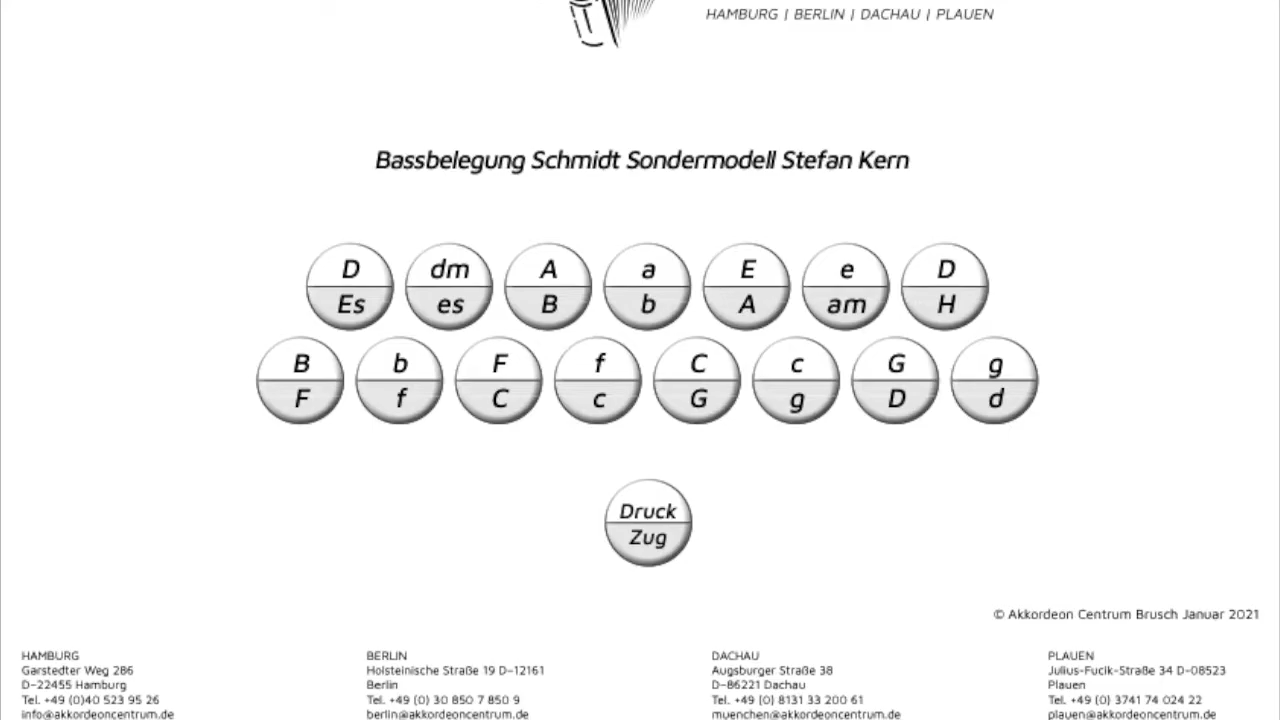 HAMBURG | BERLIN | DACHAU | PLAUEN
Bassbelegung Schmidt Sondermodell Stefan Kern
D dm A a E e D
Es es B b A am H
B b F f C c G g
F f C c G g D d
Druck
Zug
© Akkordeon Centrum Brusch Januar 2021
HAMBURG
Garstedter Weg 286
D-22455 Hamburg
Tel. +49 (0)40 523 95 26
info@akkordeoncentrum.de
BERLIN
Holsteinische Straße 19 D-12161
Berlin
Tel. +49 (0) 30 850 7 850 9
berlin@akkordeoncentrum.de
DACHAU
Augsburger Straße 38
D-86221 Dachau
Tel. +49 (0) 8131 33 200 61
muenchen@akkordeoncentrum.de
PLAUEN
Julius-Fucik-Straße 34 D-08523
Plauen
Tel. +49 (0) 3741 74 024 22
plauen@akkordeoncentrum.de